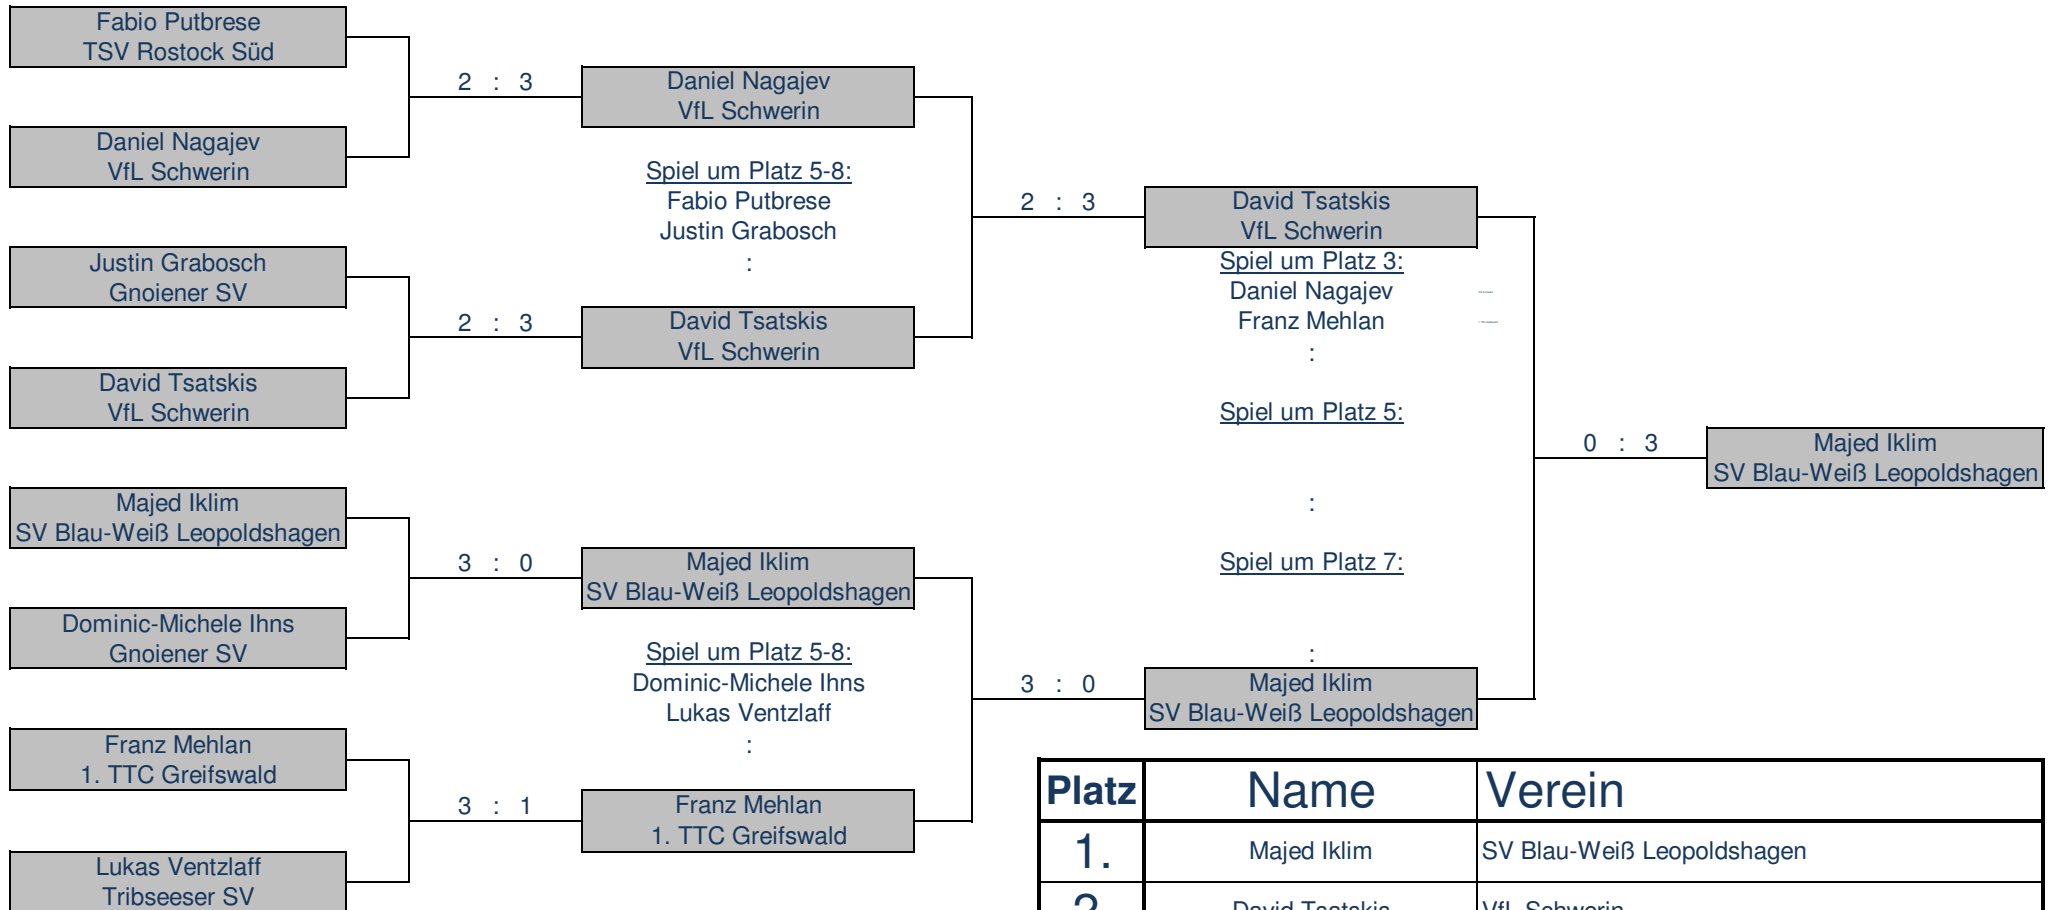 Fabio Putbrese
TSV Rostock Süd
2 : 3
Daniel Nagajev
VfL Schwerin
Daniel Nagajev
VfL Schwerin
Spiel um Platz 5-8:
Fabio Putbrese
Justin Grabosch
:
2 : 3
David Tsatskis
VfL Schwerin
Justin Grabosch
Gnoiener SV
2 : 3
David Tsatskis
VfL Schwerin
David Tsatskis
VfL Schwerin
Spiel um Platz 3:
Daniel Nagajev
Franz Mehlan
:
Spiel um Platz 5:
:
Spiel um Platz 7:
:
0 : 3
Majed Iklim
SV Blau-Weiß Leopoldshagen
Majed Iklim
SV Blau-Weiß Leopoldshagen
3 : 0
Majed Iklim
SV Blau-Weiß Leopoldshagen
Dominic-Michele Ihns
Gnoiener SV
Spiel um Platz 5-8:
Dominic-Michele Ihns
Lukas Ventzlaff
:
3 : 0
Majed Iklim
SV Blau-Weiß Leopoldshagen
Franz Mehlan
1. TTC Greifswald
3 : 1
Franz Mehlan
1. TTC Greifswald
Lukas Ventzlaff
Tribseeser SV
Platz Name Verein
1. Majed Iklim SV Blau-Weiß Leopoldshagen
2. David Tsatskis VfL Schwerin